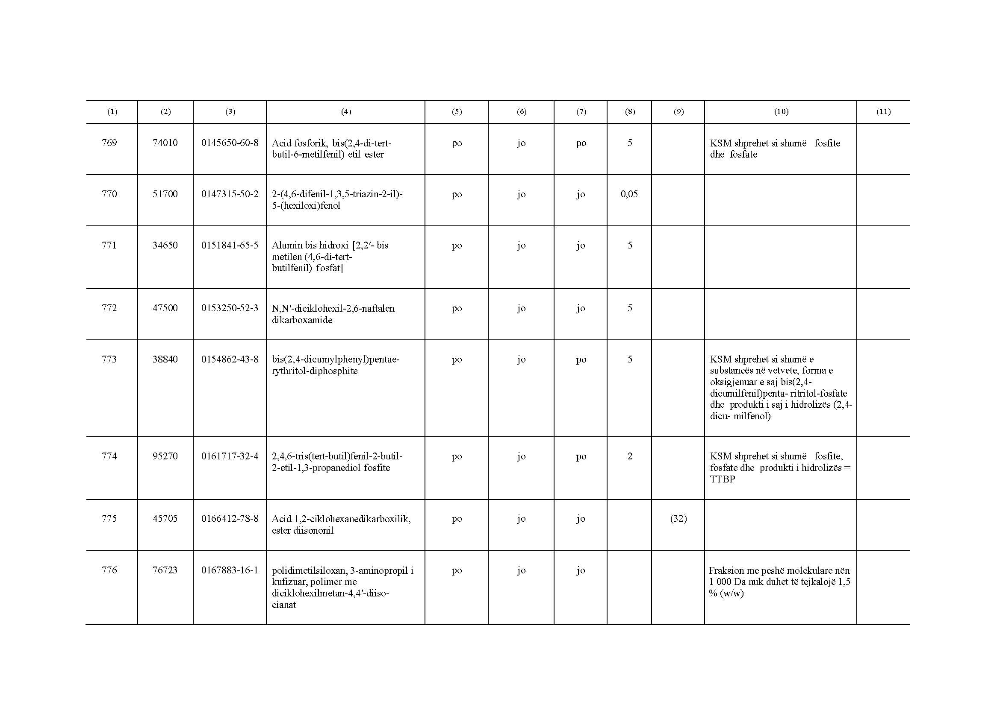 (1) (2) (3) (4) (5) (6) (7) (8) (9) (10) (11)
769 74010 0145650-60-8 Acid fosforik, bis(2,4-di-tert- po jo po 5 KSM shprehet si shumë fosfite
butil-6-metilfenil) etil ester dhe fosfate
770 51700 0147315-50-2 2-(4,6-difenil-1,3,5-triazin-2-il)- po jo jo 0,05
5-(hexiloxi)fenol
771 34650 0151841-65-5 Alumin bis hidroxi [2,2′- bis po jo jo 5
metilen (4,6-di-tert-
butilfenil) fosfat]
772 47500 0153250-52-3 N,N′-diciklohexil-2,6-naftalen po jo jo 5
dikarboxamide
773 38840 0154862-43-8 bis(2,4-dicumylphenyl)pentae- po jo po 5 KSM shprehet si shumë e
rythritol-diphosphite substancës në vetvete, forma e
oksigjenuar e saj bis(2,4-
dicumilfenil)penta- ritritol-fosfate
dhe produkti i saj i hidrolizës (2,4-
dicu- milfenol)
774 95270 0161717-32-4 2,4,6-tris(tert-butil)fenil-2-butil- po jo po 2 KSM shprehet si shumë fosfite,
2-etil-1,3-propanediol fosfite fosfate dhe produkti i hidrolizës =
TTBP
775 45705 0166412-78-8 Acid 1,2-ciklohexanedikarboxilik, po jo jo (32)
ester diisononil
776 76723 0167883-16-1 polidimetilsiloxan, 3-aminopropil i po jo jo Fraksion me peshë molekulare nën
kufizuar, polimer me 1 000 Da nuk duhet të tejkalojë 1,5
diciklohexilmetan-4,4′-diiso- % (w/w)
cianat